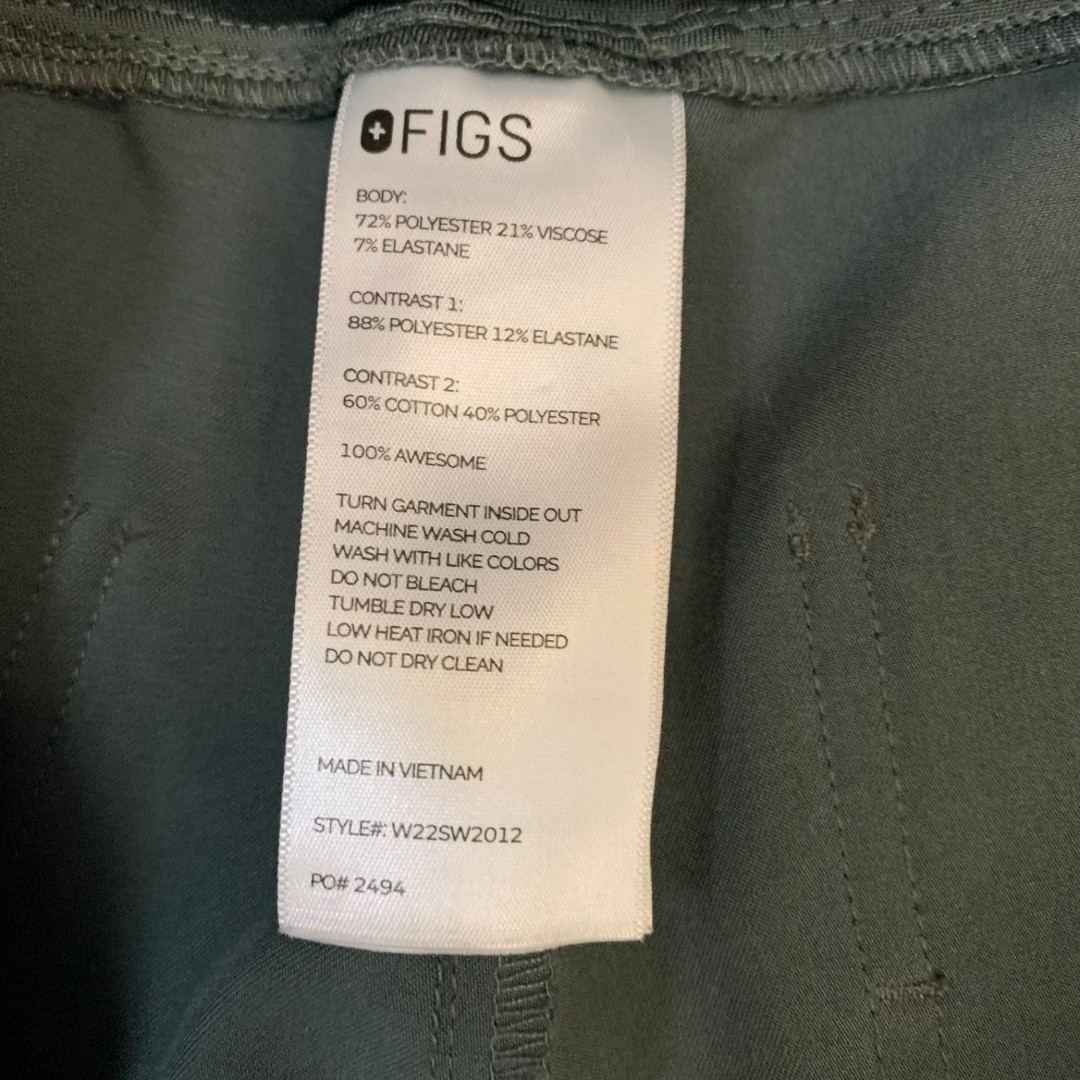 FIGS
BODY:
72% POLYESTER 21% VISCOSE
7% ELASTANE
CONTRAST 1:
88% POLYESTER 12% ELASTANE
CONTRAST 2:
60% COTTON 40% POLYESTER
100% AWESOME
TURN GARMENT INSIDE OUT
MACHINE WASH COLD
WASH WITH LIKE COLORS
DO NOT BLEACH
TUMBLE DRY LOW
LOW HEAT IRON IF NEEDED
DO NOT DRY CLEAN
MADE IN VIETNAM
STYLE#: W22SW2012
PO# 2494